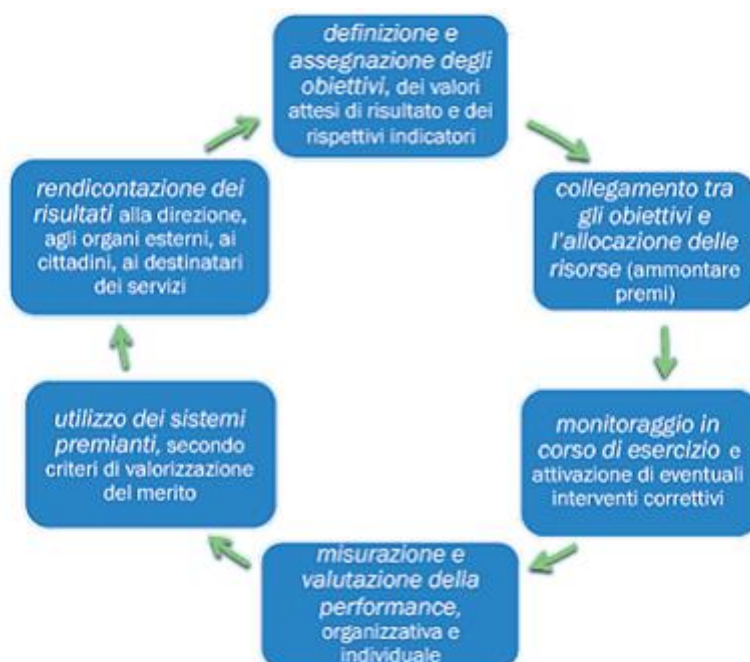 definizione e
assegnazione degli
obiettivi, dei valori
attesi di risultato e dei
rispettivi indicatori
collegamento tra
gli obiettivi e
l'allocazione delle
risorse (ammontare
premi)
monitoraggio in
corso di esercizio e
attivazione di eventuali
interventi correttivi
misurazione e
valutazione della
performance,
organizzativa e
individuale
utilizzo dei sistemi
premianti, secondo
criteri di valorizzazione
del merito
rendicontazione dei
risultati alla direzione,
agli organi esterni, ai
cittadini, ai destinatari
dei servizi